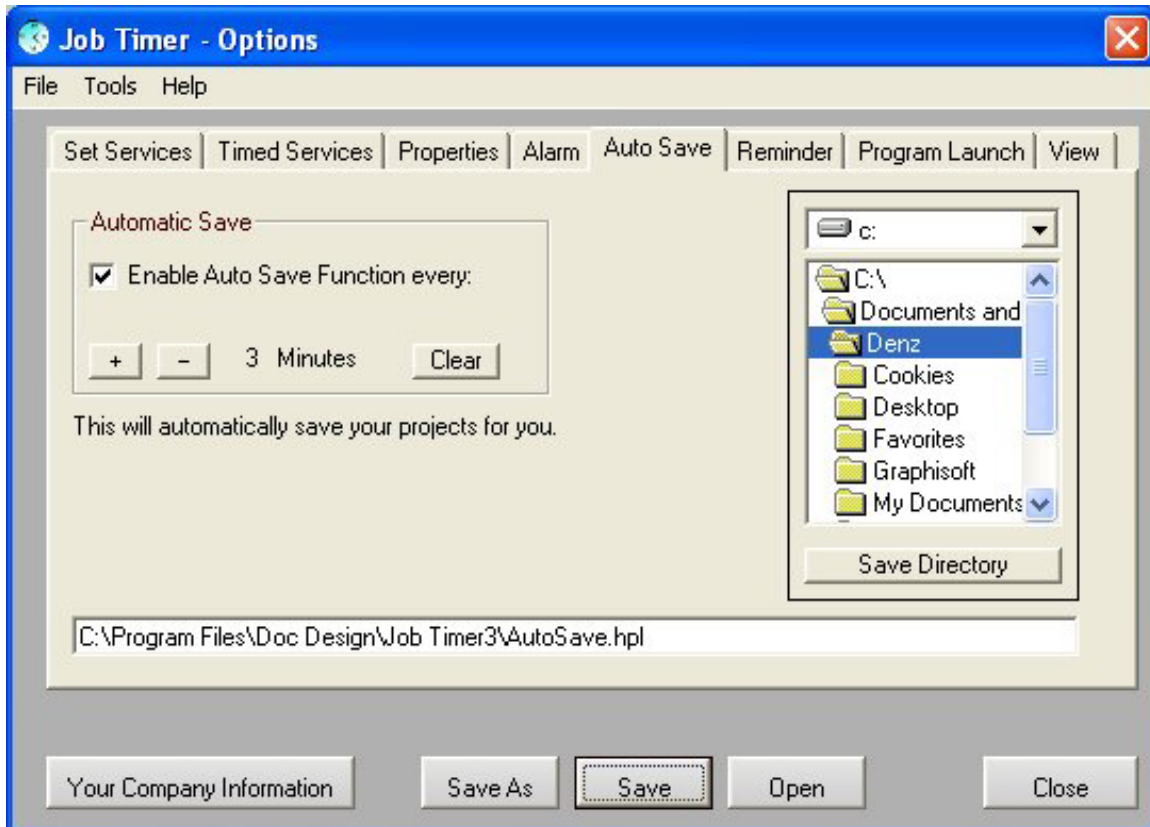 Job Timer - Options
File Tools Help
Set Services Timed Services Properties Alarm Auto Save Reminder Program Launch View
Automatic Save
Enable Auto Save Function every:
+ - 3 Minutes Clear
This will automatically save your projects for you.
c:
C:\
Documents and
Denz
Cookies
Desktop
Favorites
Graphisoft
My Documents
Save Directory
C:\Program Files\Doc Design\Job Timer3\AutoSave.hpl
Your Company Information Save As Save Open Close